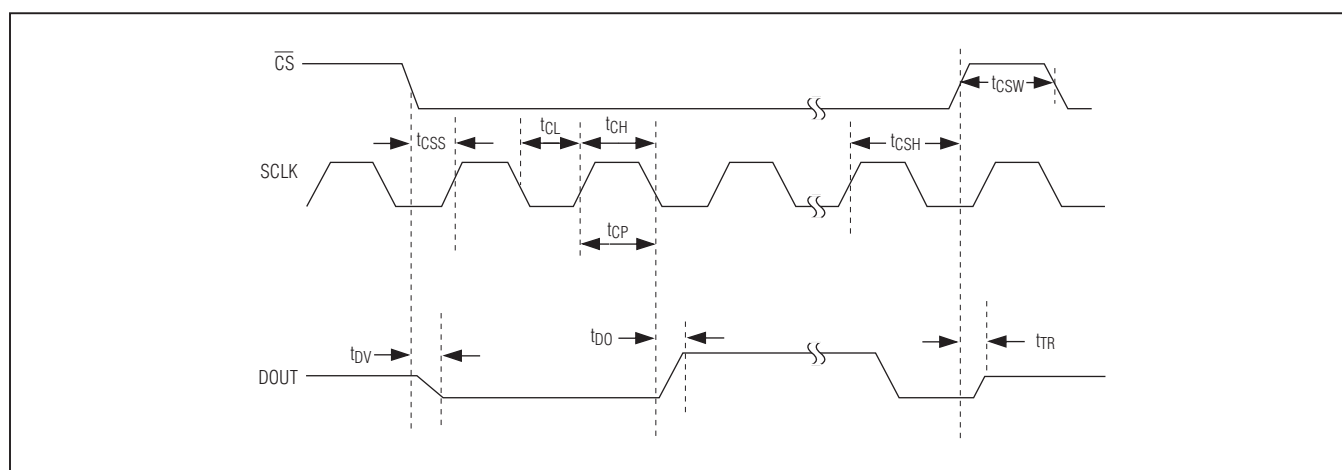 CS
tCSW
tCSS
tCL
tCH
tCSH
SCLK
tCP
tDO
tDV
tTR
DOUT